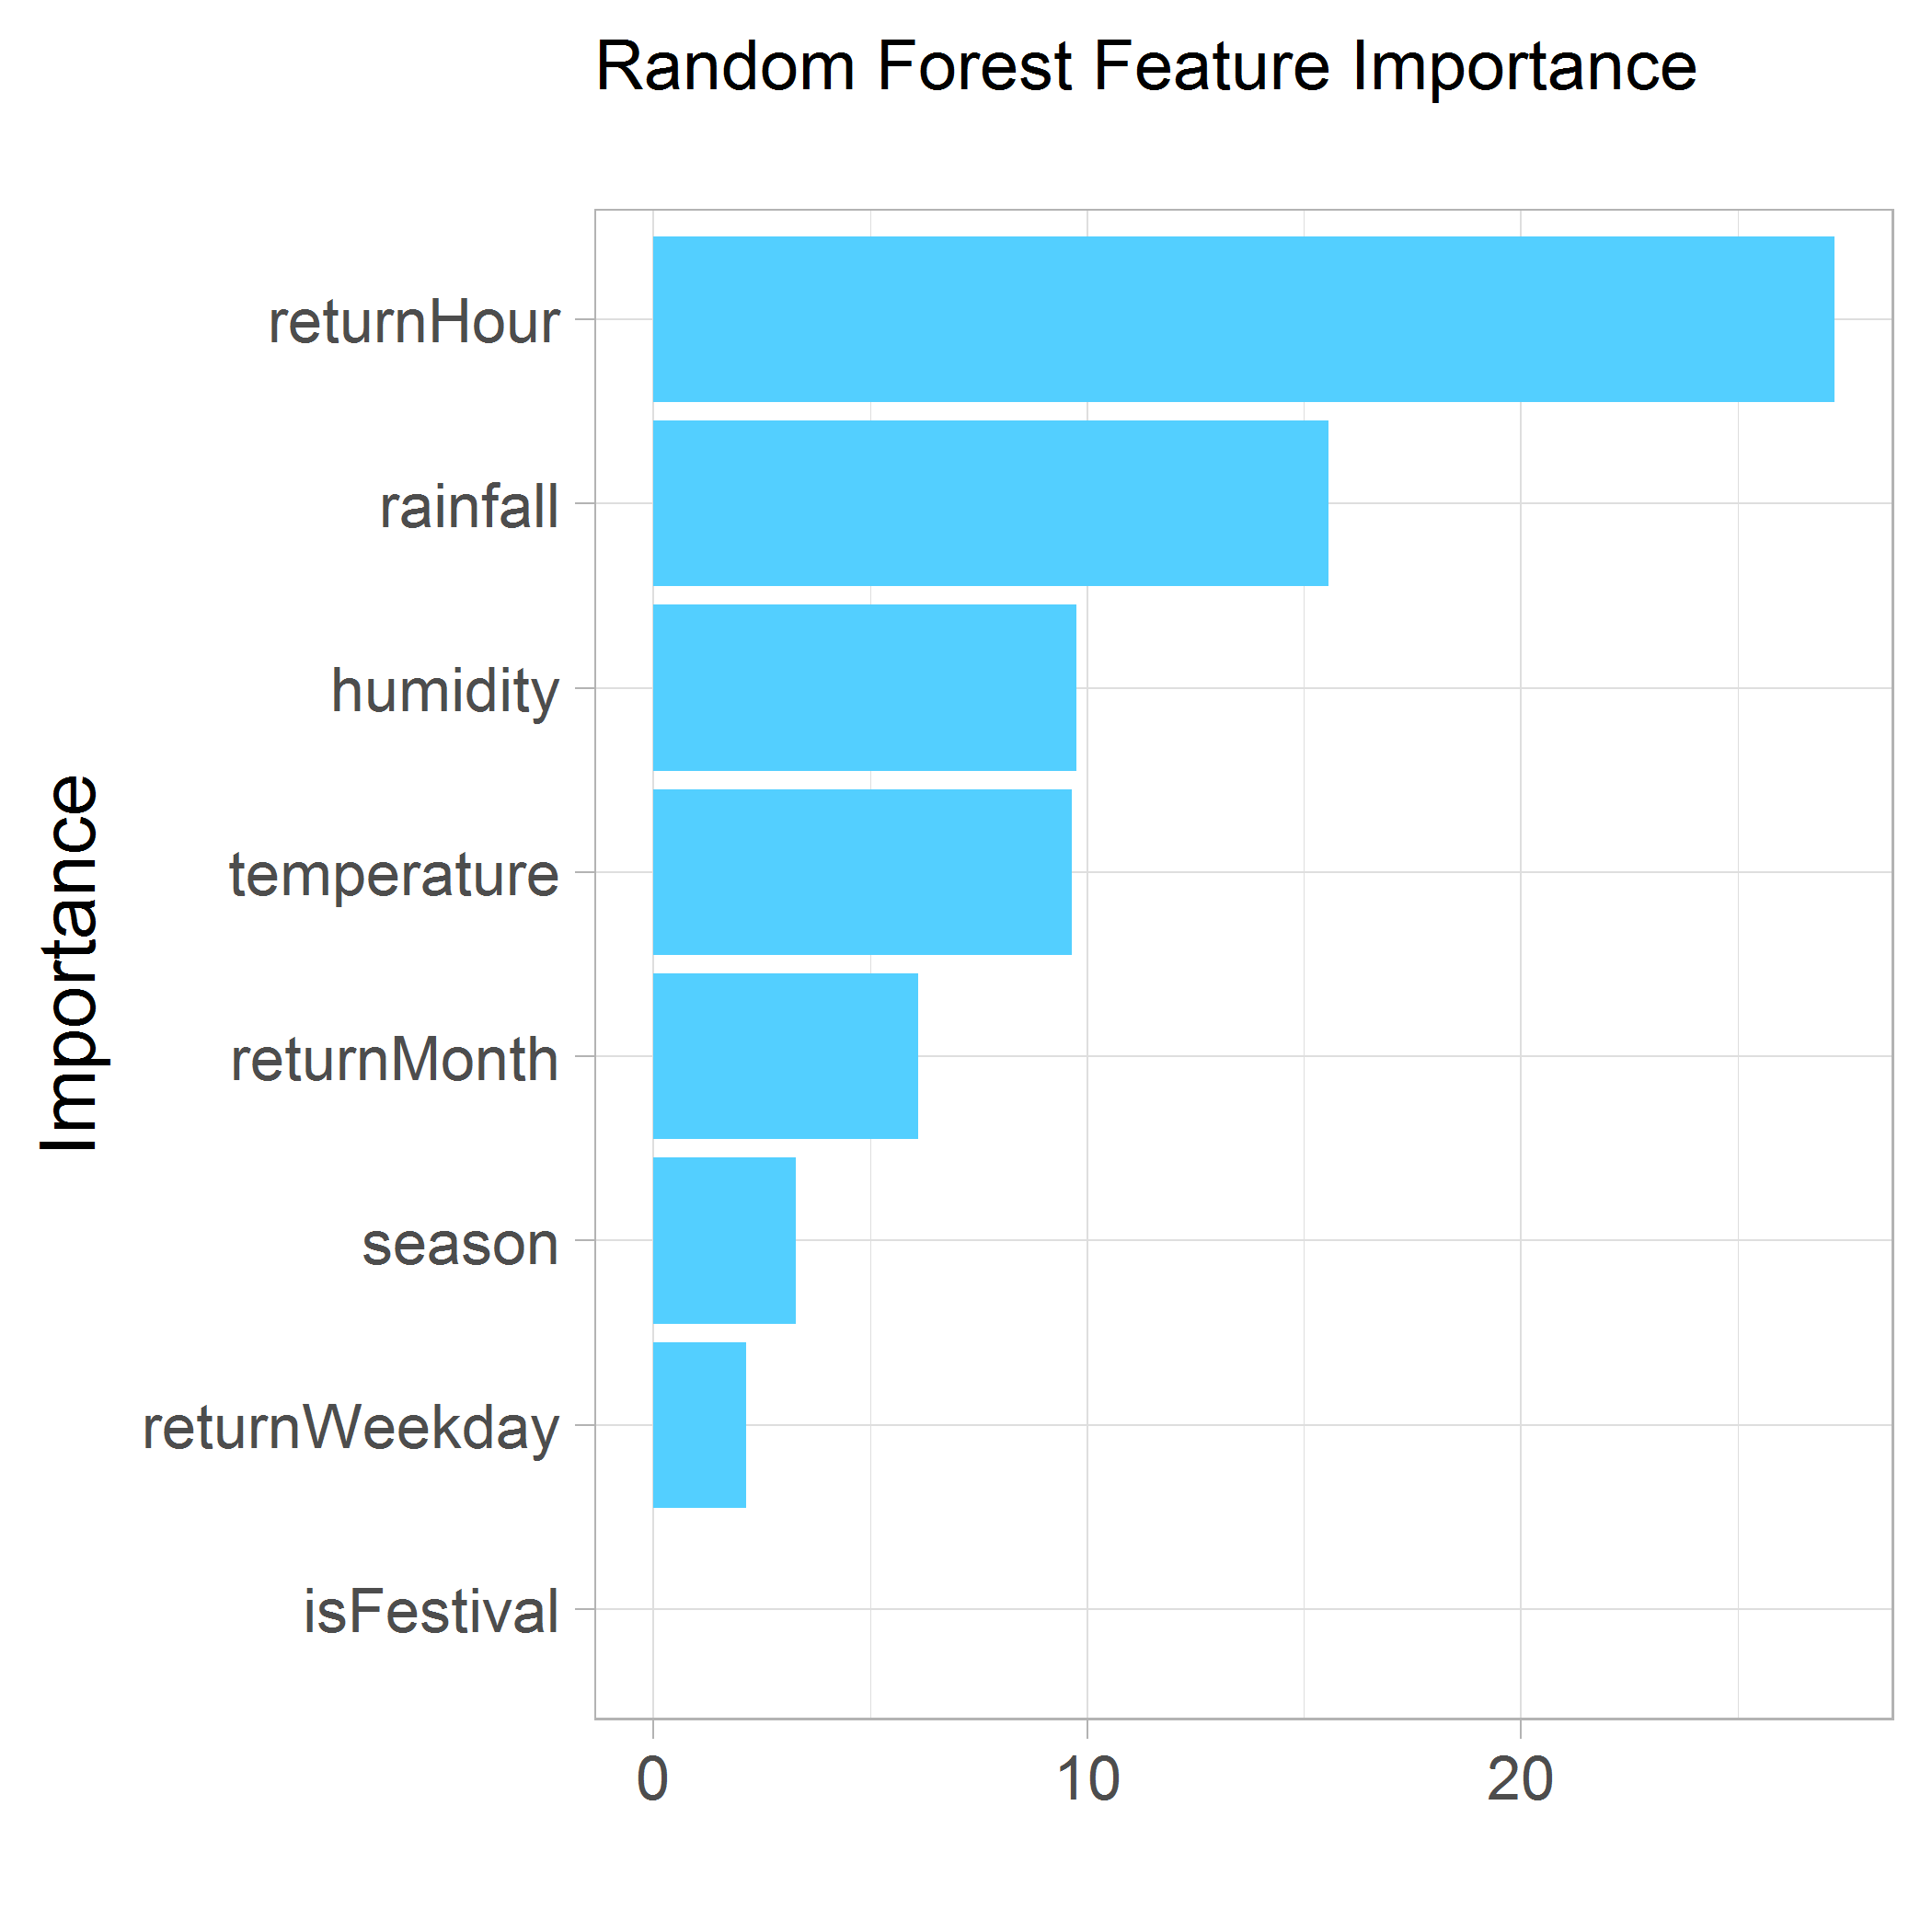 Random Forest Feature Importance
returnHour
rainfall
humidity
temperature
returnMonth
season
returnWeekday
isFestival
Importance
0 10 20